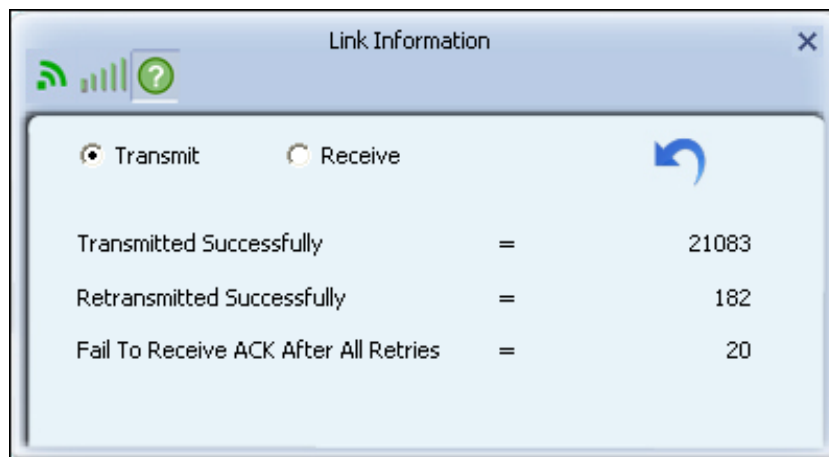 Link Information
Transmit Receive
Transmitted Successfully = 21083
Retransmitted Successfully = 182
Fail To Receive ACK After All Retries = 20